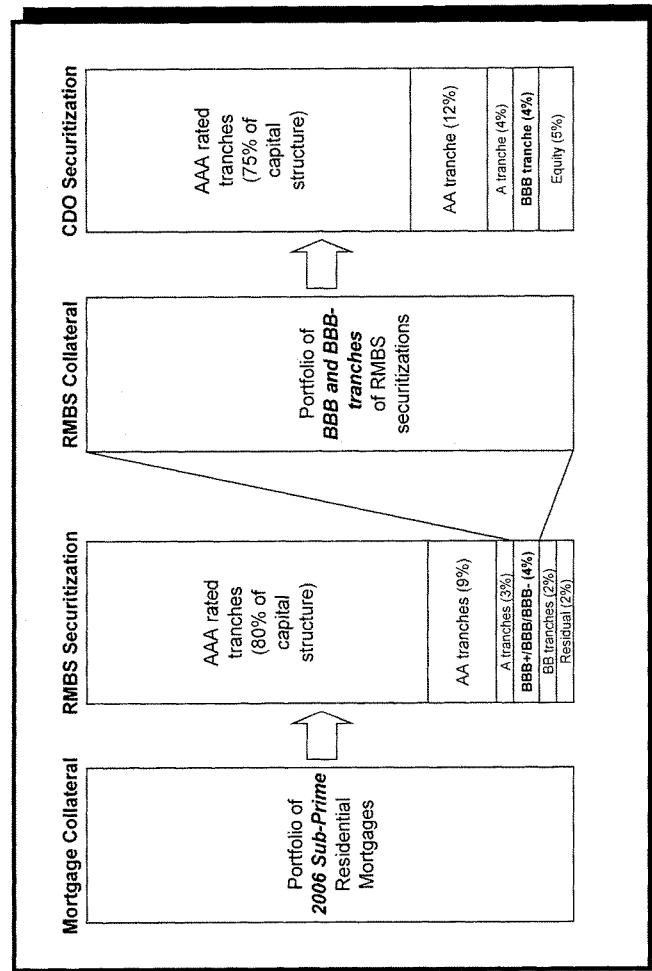 Mortgage Collateral
Portfolio of
2006 Sub-Prime
Residential
Mortgages
RMBS Securitization
AAA rated
tranches
(80% of
capital
structure)
AA tranches (9%)
A tranches (3%)
BBB+/BBB/BBB- (4%)
BB tranches (2%)
Residual (2%)
RMBS Collateral
Portfolio of
BBB and BBB-
tranches
of RMBS
securitizations
CDO Securitization
AAA rated
tranches
(75% of
capital
structure)
AA tranche (12%)
A tranche (4%)
BBB tranche (4%)
Equity (5%)